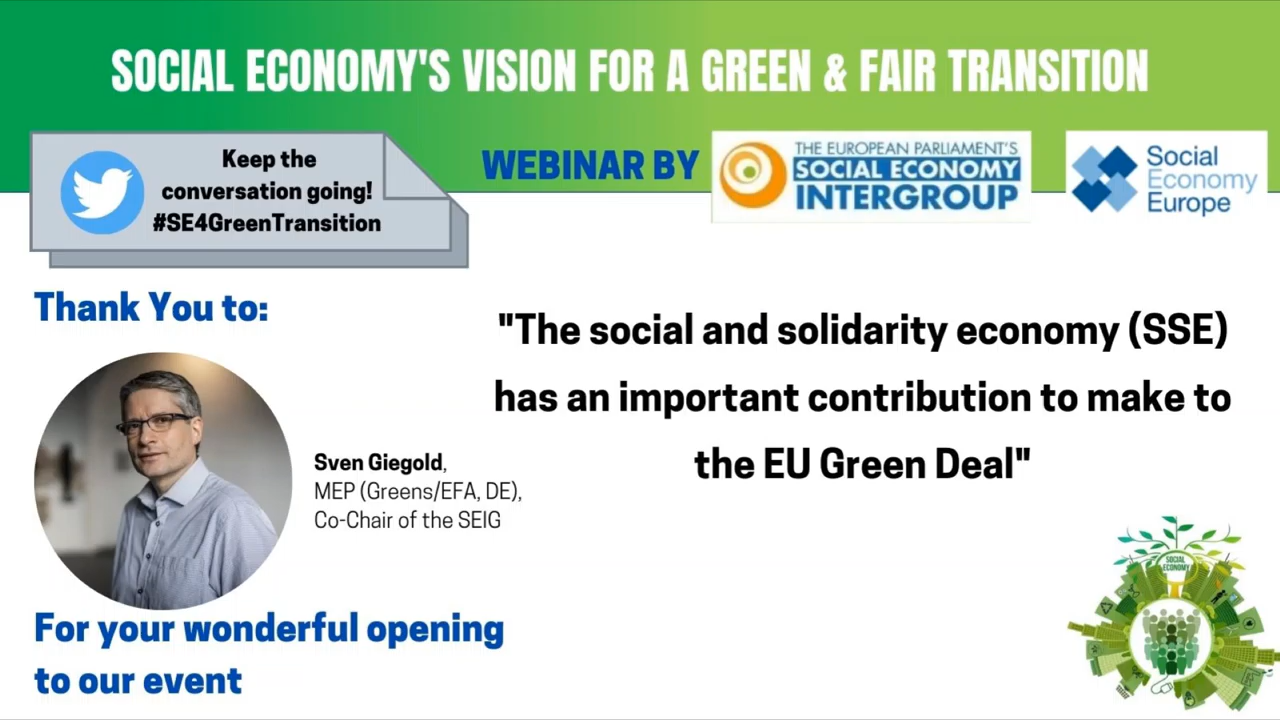 SOCIAL ECONOMY'S VISION FOR A GREEN & FAIR TRANSITION
Keep the
conversation going!
#SE4GreenTransition
WEBINAR BY
THE EUROPEAN PARLIAMENT'S
SOCIAL ECONOMY
INTERGROUP
Social
Economy
Europe
Thank You to:
Sven Giegold,
MEP (Greens/EFA, DE),
Co-Chair of the SEIG
For your wonderful opening
to our event
"The social and solidarity economy (SSE)
has an important contribution to make to
the EU Green Deal"
SOCIAL
ECONOMY